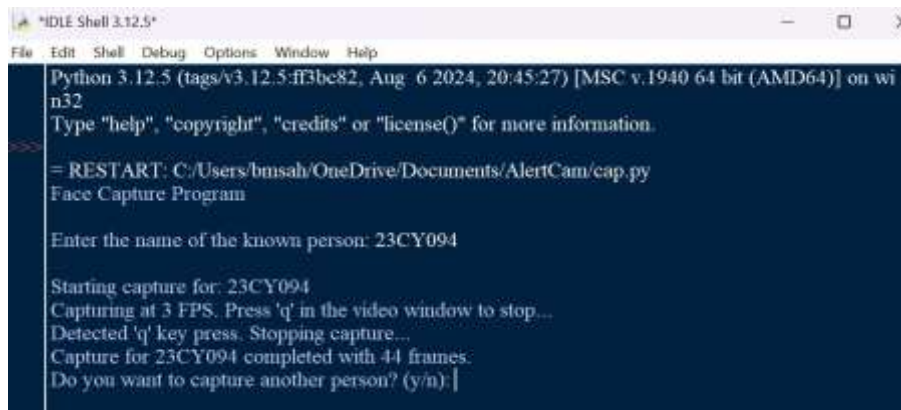 *IDLE Shell 3.12.5*
File Edit Shell Debug Options Window Help
Python 3.12.5 (tags/v3.12.5:ff3bc82, Aug 6 2024, 20:45:27) [MSC v.1940 64 bit (AMD64)] on wi
n32
Type "help", "copyright", "credits" or "license()" for more information.
>>>
= RESTART: C:/Users/bmsah/OneDrive/Documents/AlertCam/cap.py
Face Capture Program
Enter the name of the known person: 23CY094
Starting capture for: 23CY094
Capturing at 3 FPS. Press 'q' in the video window to stop...
Detected 'q' key press. Stopping capture...
Capture for 23CY094 completed with 44 frames.
Do you want to capture another person? (y/n):